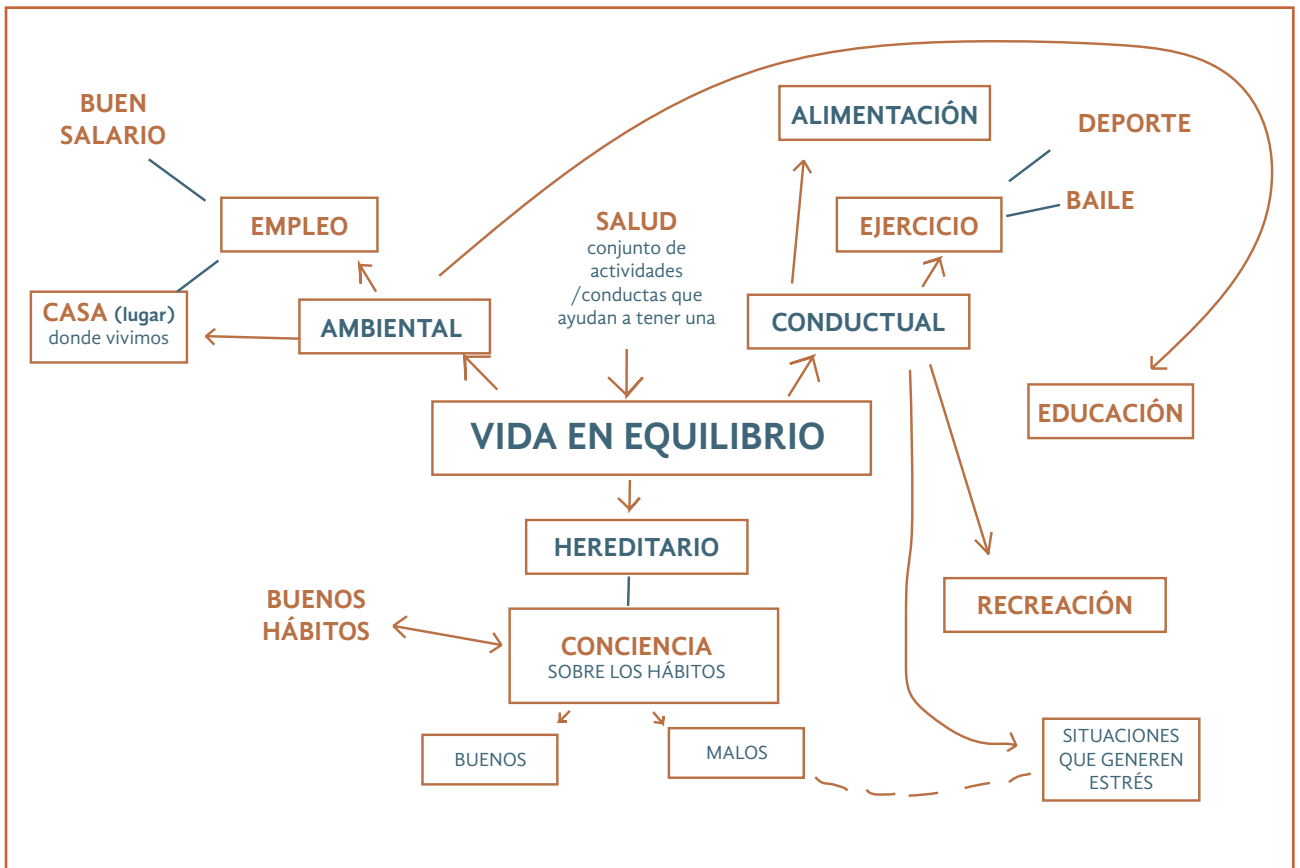 BUEN
SALARIO
EMPLEO
CASA (lugar)
donde vivimos
AMBIENTAL
SALUD
conjunto de
actividades
/conductas que
ayudan a tener una
ALIMENTACIÓN
DEPORTE
BAILE
EJERCICIO
CONDUCTUAL
EDUCACIÓN
VIDA EN EQUILIBRIO
HEREDITARIO
RECREACIÓN
BUENOS
HÁBITOS
CONCIENCIA
SOBRE LOS HÁBITOS
BUENOS
MALOS
SITUACIONES
QUE GENEREN
ESTRÉS